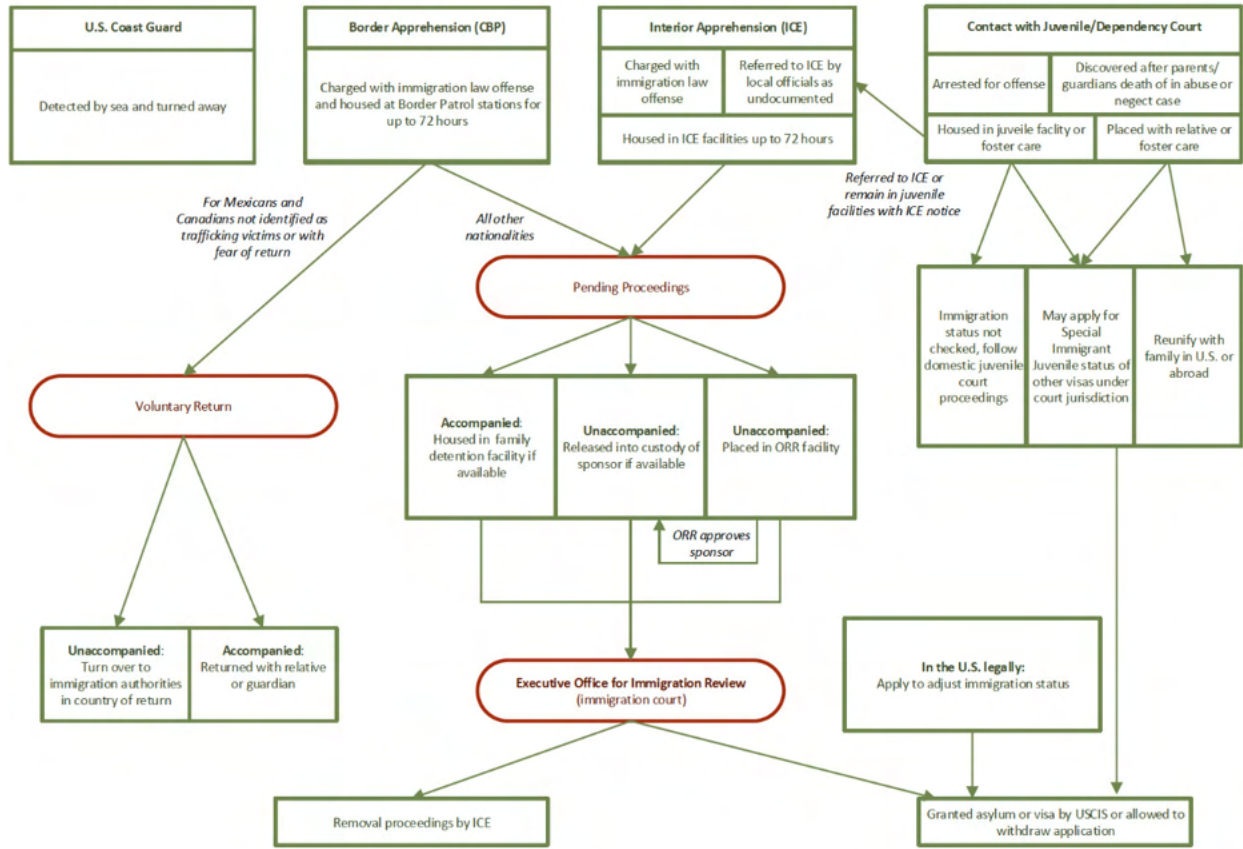 U.S. Coast Guard
Detected by sea and turned away
Border Apprehension (CBP)
Charged with immigration law offense
and housed at Border Patrol stations for
up to 72 hours
Interior Apprehension (ICE)
Charged with
immigration law
offense
Referred to ICE by
local officials as
undocumented
Housed in ICE facilities up to 72 hours
Contact with Juvenile/Dependency Court
Arrested for offense
Discovered after parents/
guardians death of in abuse or
negect case
Housed in juveile faclity or
foster care
Placed with relative or
foster care
For Mexicans and
Canadians not identified as
trafficking victims or with
fear of return
All other
nationalities
Referred to ICE or
remain in juvenile
facilities with ICE notice
Pending Proceedings
Immigration
status not
checked, follow
domestic juvenile
court
proceedings
May apply for
Special
Immigrant
Juvenile status of
other visas under
court jurisdiction
Reunify with
family in U.S. or
abroad
Voluntary Return
Accompanied:
Housed in family
detention facility if
available
Unaccompanied:
Released into custody of
sponsor if available
Unaccompanied:
Placed in ORR facility
ORR approves
sponsor
Unaccompanied:
Turn over to
immigration authorities
in country of return
Accompanied:
Returned with relative
or guardian
Executive Office for Immigration Review
(immigration court)
In the U.S. legally:
Apply to adjust immigration status
Removal proceedings by ICE
Granted asylum or visa by USCIS or allowed to
withdraw application